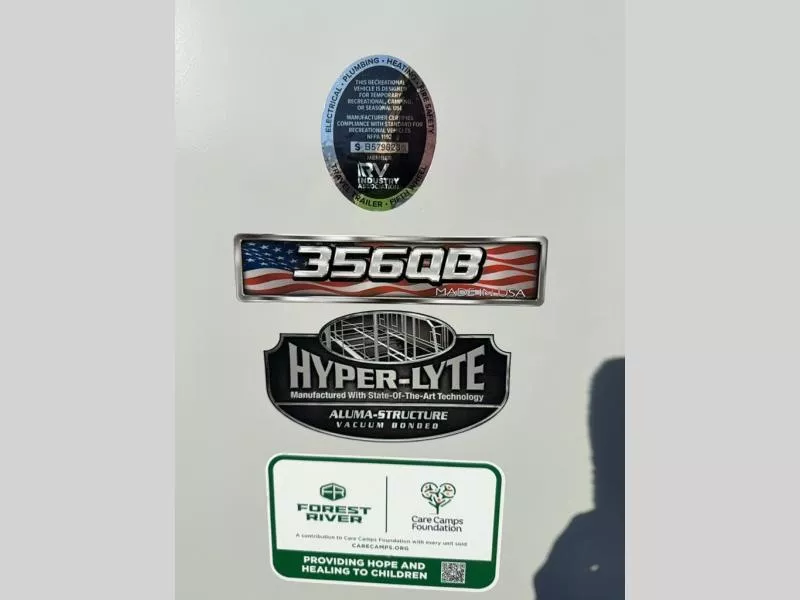 ELECTRICAL • PLUMBING • HEATING • FIRE SAFETY
THIS RECREATIONAL
VEHICLE IS DESIGNED
FOR TEMPORARY
RECREATIONAL, CAMPING,
OR SEASONAL USE
MANUFACTURER CERTIFIES
COMPLIANCE WITH STANDARD FOR
RECREATIONAL VEHICLES
NFPA 1192
MEMBER
RV
INDUSTRY
ASSOCIATION
TRAVEL TRAILER • FIFTH WHEEL
356QB
MADE IN USA
HYPER-LYTE
Manufactured With State-Of-The-Art Technology
ALUMA-STRUCTURE
VACUUM BONDED
FR
FOREST
RIVER
Care Camps
Foundation
A contribution to Care Camps Foundation with every unit sold
CARECAMPS.ORG
PROVIDING HOPE AND
HEALING TO CHILDREN